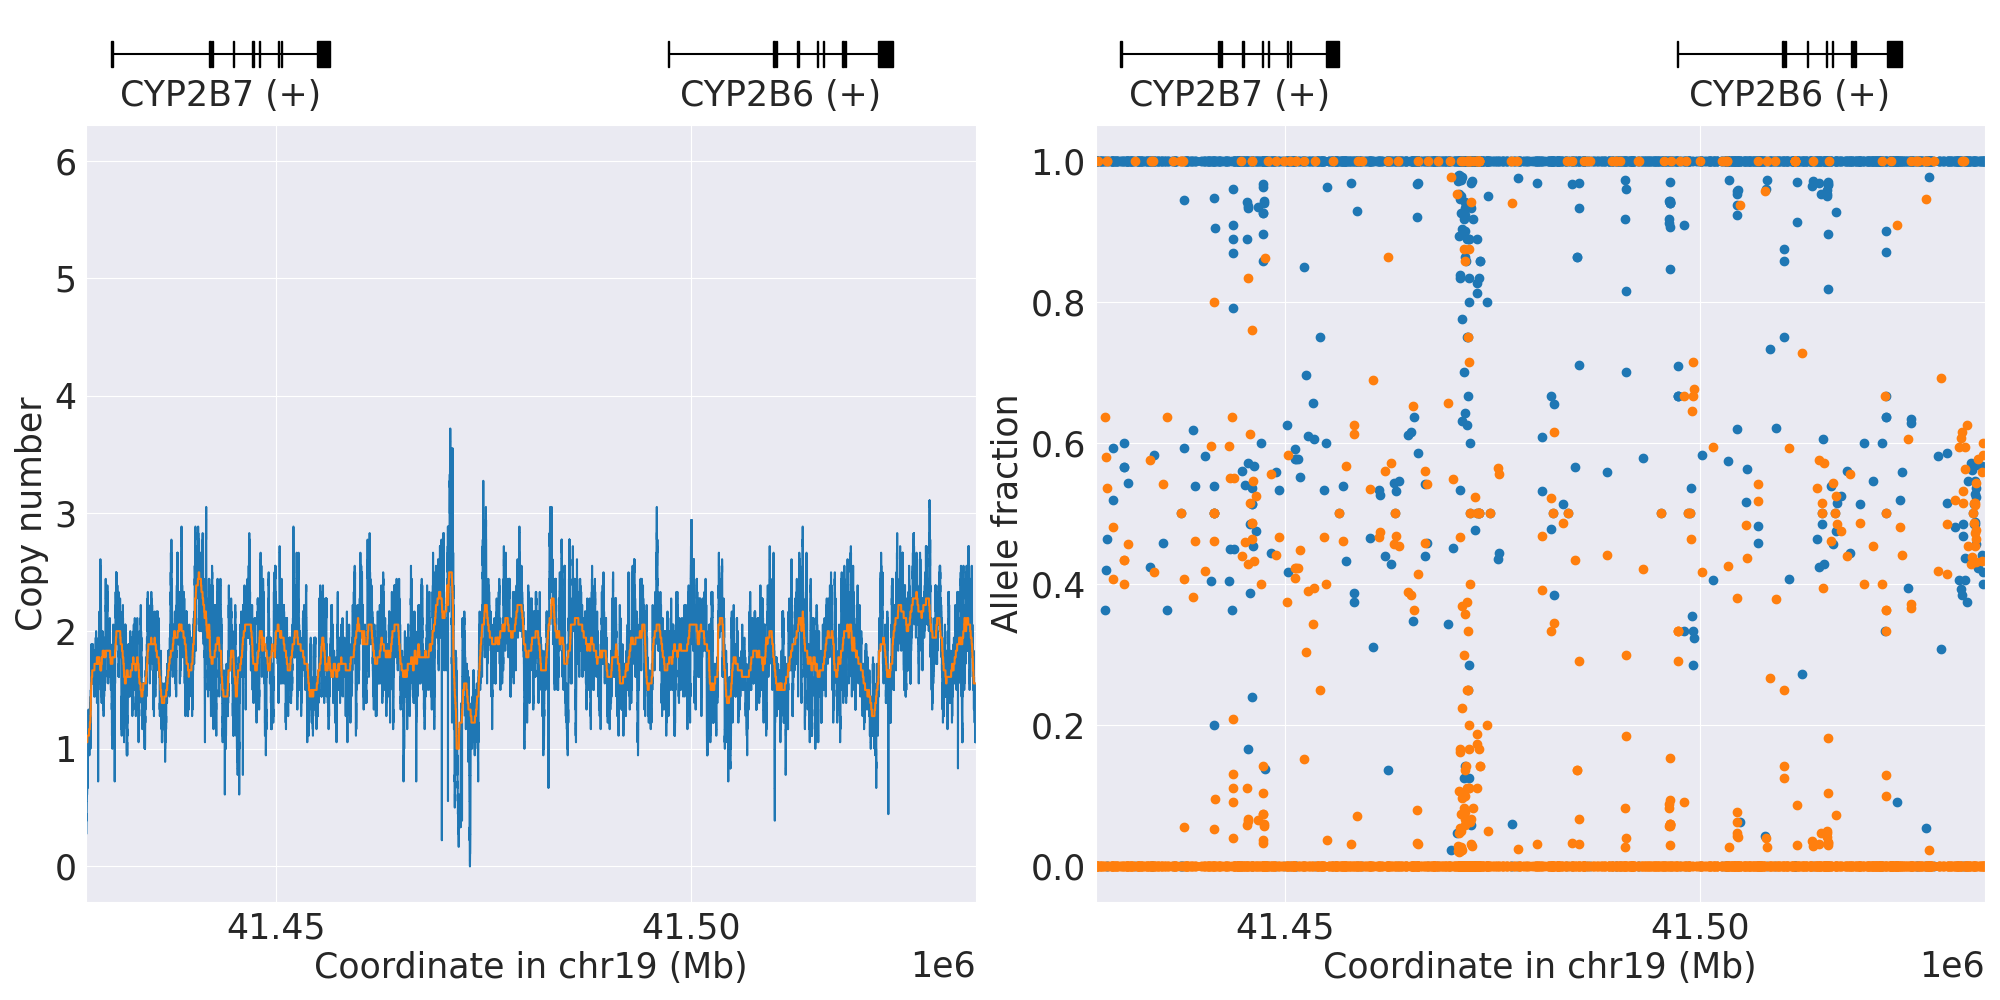 CYP2B7 (+)
CYP2B6 (+)
6
5
4
3
2
1
0
Copy number
41.45
41.50
Coordinate in chr19 (Mb)
1e6
CYP2B7 (+)
CYP2B6 (+)
1.0
0.8
0.6
0.4
0.2
0.0
Allele fraction
41.45
41.50
Coordinate in chr19 (Mb)
1e6